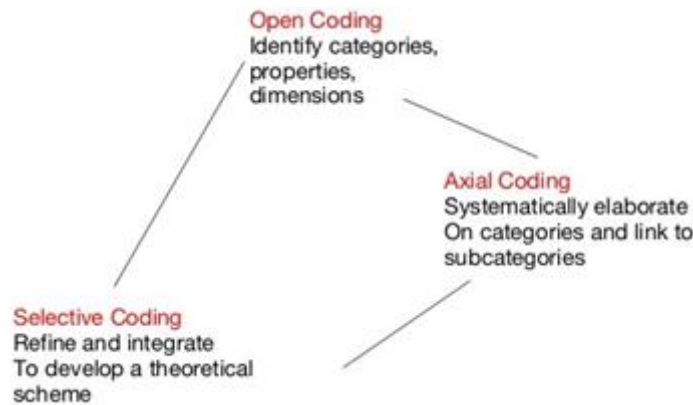 Open Coding
Identify categories,
properties,
dimensions
Axial Coding
Systematically elaborate
On categories and link to
subcategories
Selective Coding
Refine and integrate
To develop a theoretical
scheme